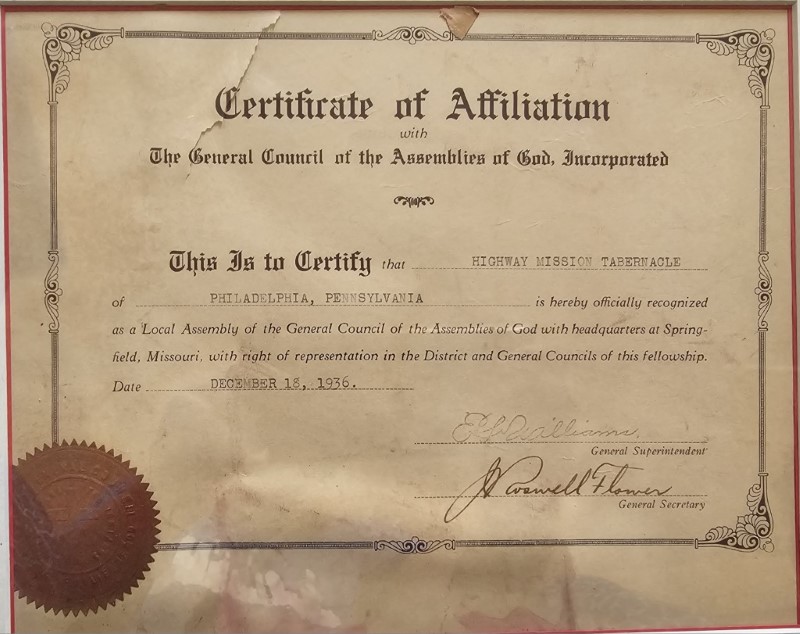 Certificate of Affiliation
with
The General Council of the Assemblies of God, Incorporated
This Is to Certify that HIGHWAY MISSION TABERNACLE
of PHILADELPHIA, PENNSYLVANIA is hereby officially recognized
as a Local Assembly of the General Council of the Assemblies of God with headquarters at Spring-
field, Missouri, with right of representation in the District and General Councils of this fellowship.
Date DECEMBER 18, 1936.
E S Williams
General Superintendent
J Roswell Flower
General Secretary